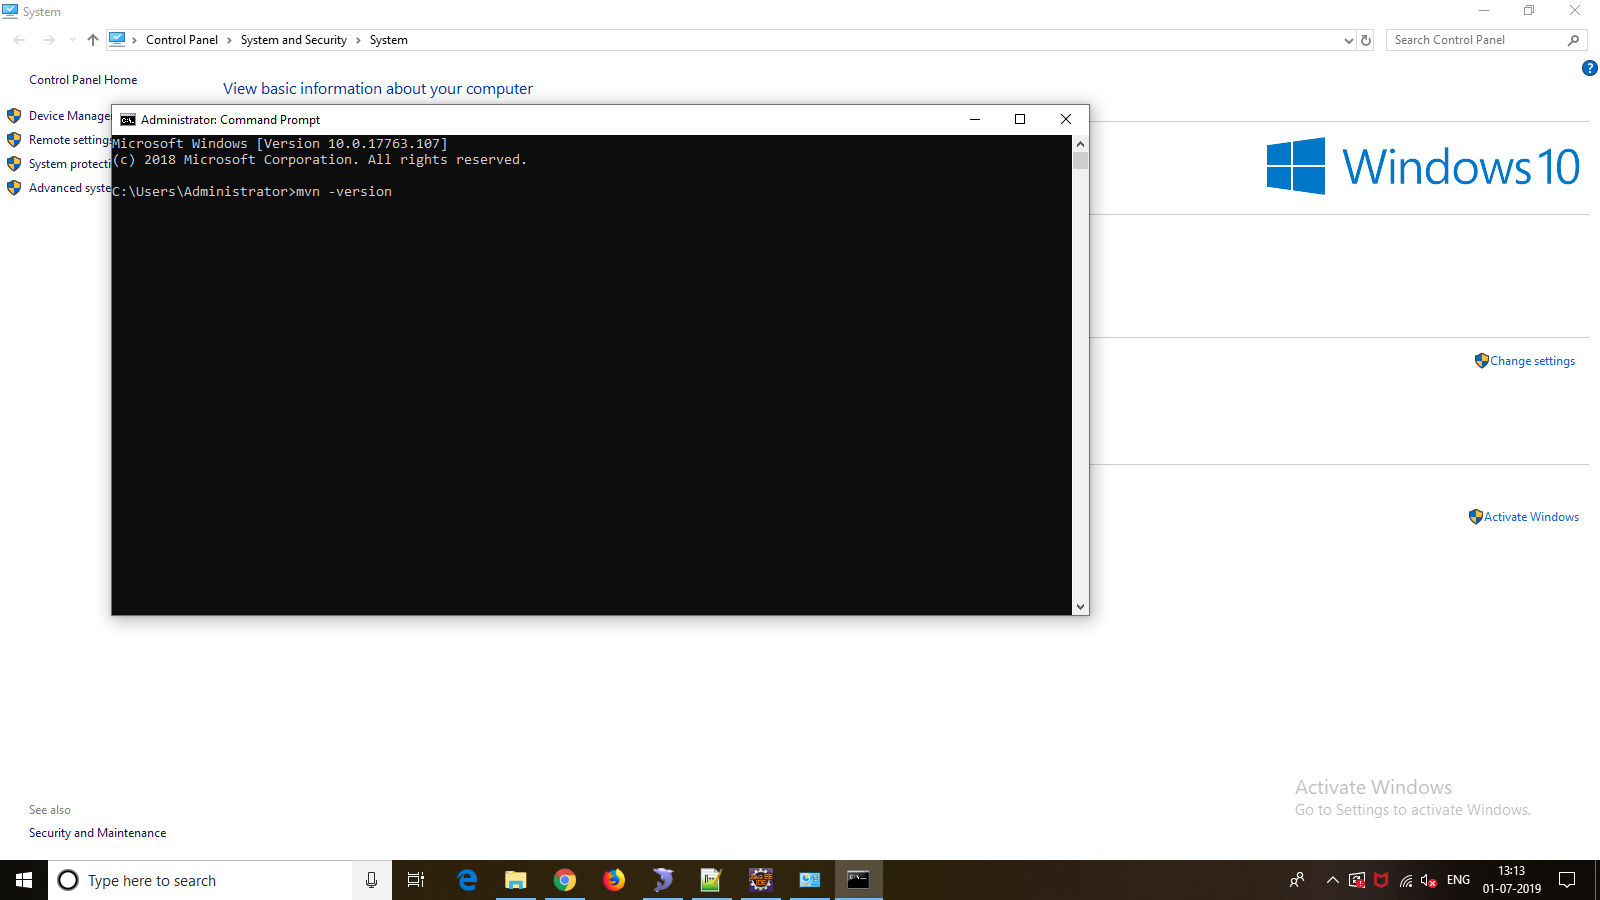 System
Control Panel
System and Security
System
Search Control Panel
Control Panel Home
View basic information about your computer
Device Manage
Remote settings
System protecti
Advanced syste
Administrator: Command Prompt
Microsoft Windows [Version 10.0.17763.107]
(c) 2018 Microsoft Corporation. All rights reserved.
C:\Users\Administrator>mvn -version
Windows 10
Change settings
Activate Windows
Activate Windows
Go to Settings to activate Windows.
See also
Security and Maintenance
Type here to search
ENG
13:13
01-07-2019